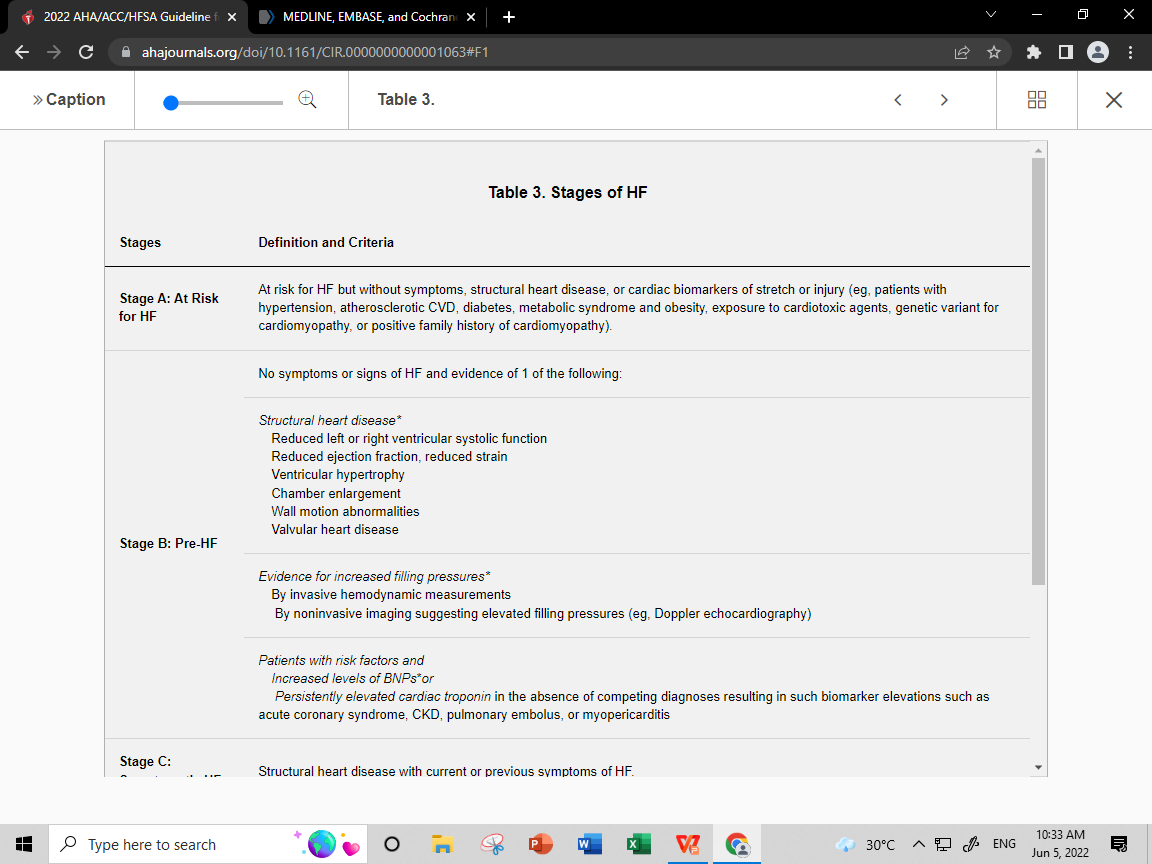 2022 AHA/ACC/HFSA Guideline f
MEDLINE, EMBASE, and Cochran
ahajournals.org/doi/10.1161/CIR.0000000000001063#F1
» Caption
Table 3.
Table 3. Stages of HF
Stages Definition and Criteria
Stage A: At Risk
for HF
At risk for HF but without symptoms, structural heart disease, or cardiac biomarkers of stretch or injury (eg, patients with
hypertension, atherosclerotic CVD, diabetes, metabolic syndrome and obesity, exposure to cardiotoxic agents, genetic variant for
cardiomyopathy, or positive family history of cardiomyopathy).
Stage B: Pre-HF
No symptoms or signs of HF and evidence of 1 of the following:
Structural heart disease*
Reduced left or right ventricular systolic function
Reduced ejection fraction, reduced strain
Ventricular hypertrophy
Chamber enlargement
Wall motion abnormalities
Valvular heart disease
Evidence for increased filling pressures*
By invasive hemodynamic measurements
By noninvasive imaging suggesting elevated filling pressures (eg, Doppler echocardiography)
Patients with risk factors and
Increased levels of BNPs*or
Persistently elevated cardiac troponin in the absence of competing diagnoses resulting in such biomarker elevations such as
acute coronary syndrome, CKD, pulmonary embolus, or myopericarditis
Stage C:
Structural heart disease with current or previous symptoms of HF.
Type here to search
30°C
ENG
10:33 AM
Jun 5, 2022